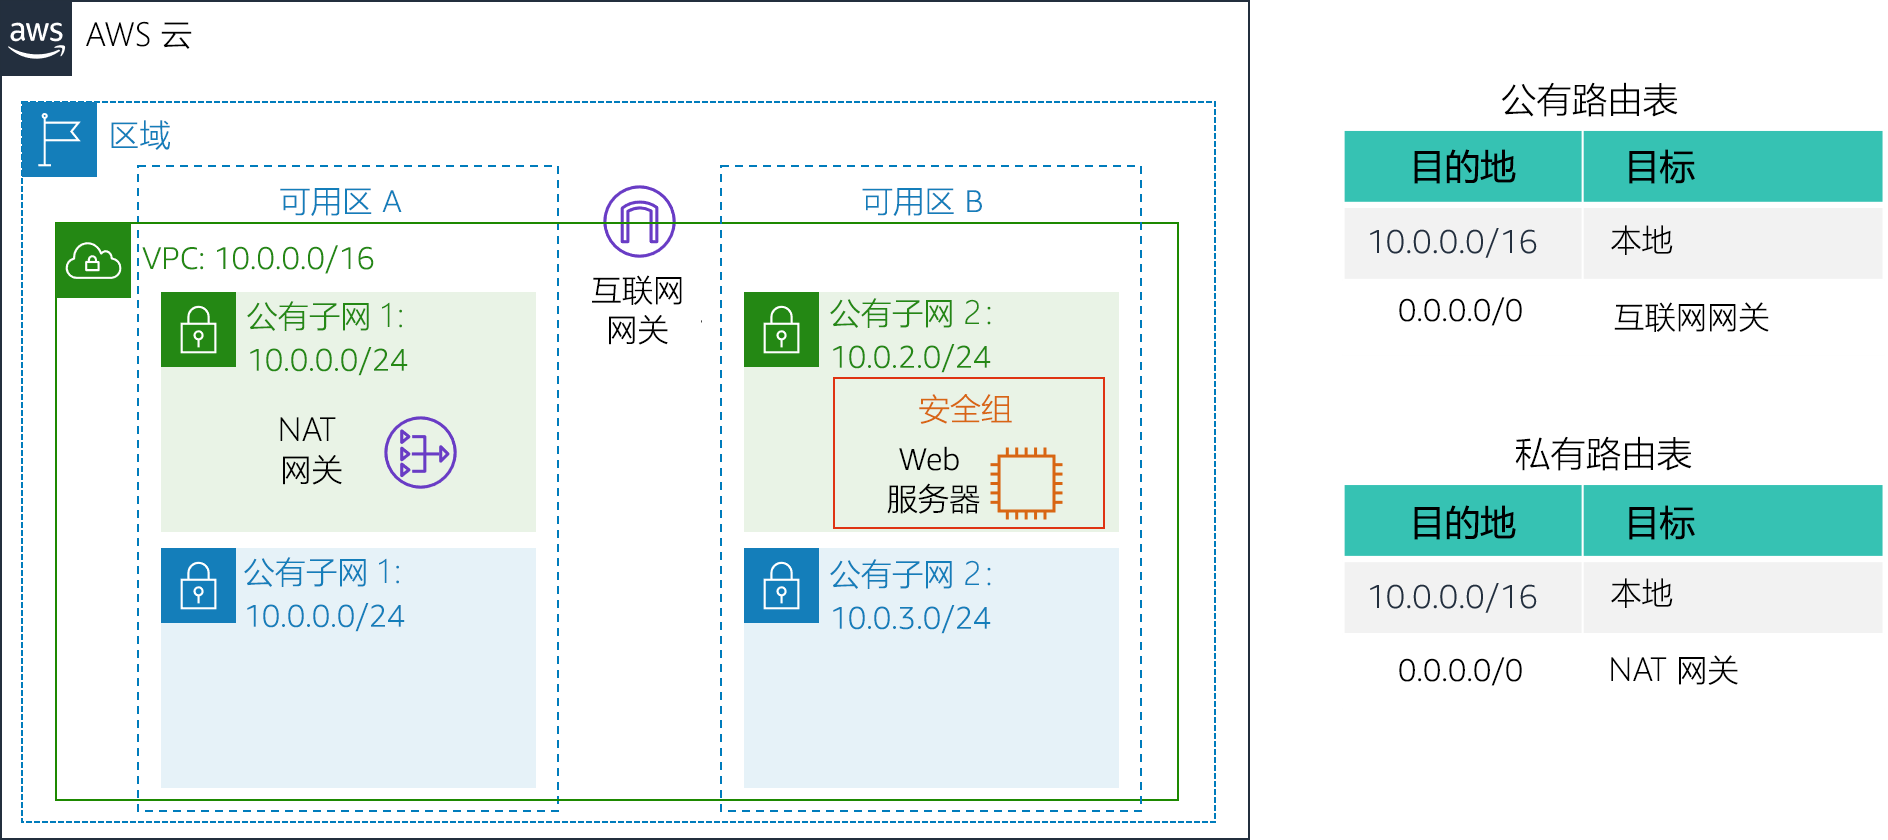 aws
AWS 云
区域
可用区 A
可用区 B
VPC: 10.0.0.0/16
互联网
网关
公有子网 1:
10.0.0.0/24
NAT
网关
公有子网 2:
10.0.2.0/24
安全组
Web
服务器
公有子网 1:
10.0.0.0/24
公有子网 2:
10.0.3.0/24
公有路由表
目的地 目标
10.0.0.0/16 本地
0.0.0.0/0 互联网网关
私有路由表
目的地 目标
10.0.0.0/16 本地
0.0.0.0/0 NAT 网关